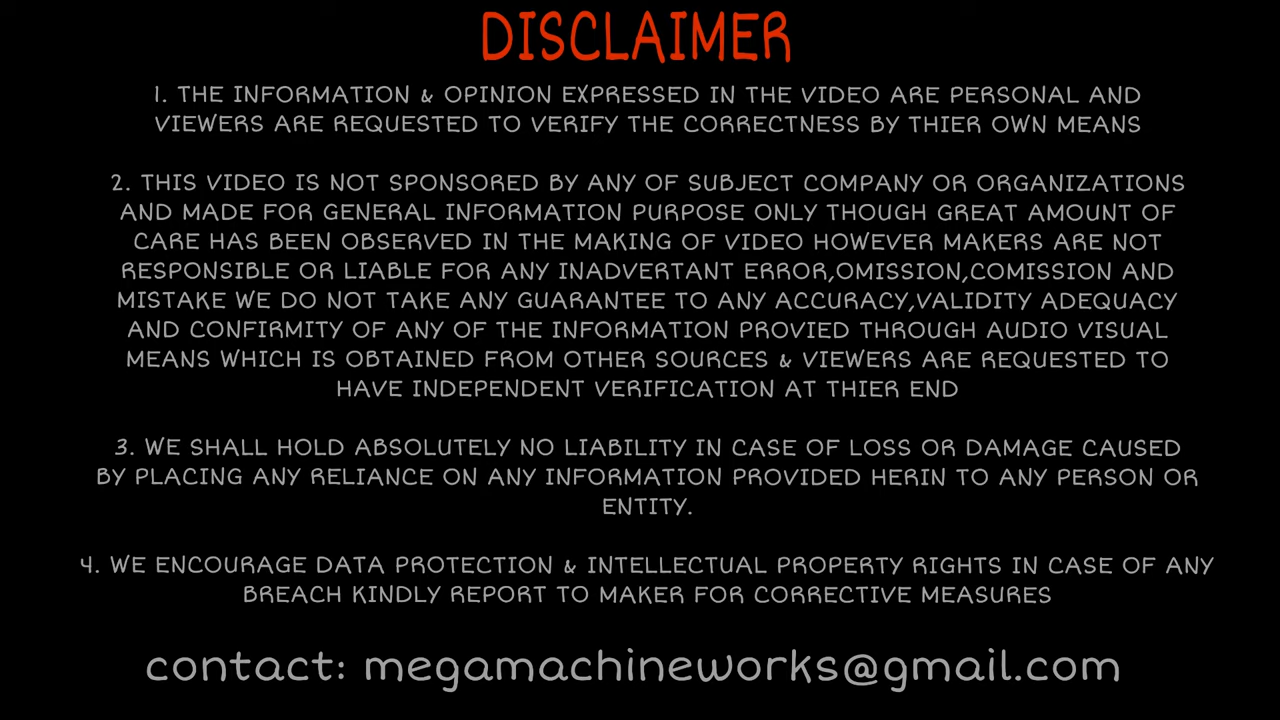 DISCLAIMER
1. THE INFORMATION & OPINION EXPRESSED IN THE VIDEO ARE PERSONAL AND
VIEWERS ARE REQUESTED TO VERIFY THE CORRECTNESS BY THIER OWN MEANS
2. THIS VIDEO IS NOT SPONSORED BY ANY OF SUBJECT COMPANY OR ORGANIZATIONS
AND MADE FOR GENERAL INFORMATION PURPOSE ONLY THOUGH GREAT AMOUNT OF
CARE HAS BEEN OBSERVED IN THE MAKING OF VIDEO HOWEVER MAKERS ARE NOT
RESPONSIBLE OR LIABLE FOR ANY INADVERTANT ERROR,OMISSION,COMISSION AND
MISTAKE WE DO NOT TAKE ANY GUARANTEE TO ANY ACCURACY,VALIDITY ADEQUACY
AND CONFIRMITY OF ANY OF THE INFORMATION PROVIED THROUGH AUDIO VISUAL
MEANS WHICH IS OBTAINED FROM OTHER SOURCES & VIEWERS ARE REQUESTED TO
HAVE INDEPENDENT VERIFICATION AT THIER END
3. WE SHALL HOLD ABSOLUTELY NO LIABILITY IN CASE OF LOSS OR DAMAGE CAUSED
BY PLACING ANY RELIANCE ON ANY INFORMATION PROVIDED HERIN TO ANY PERSON OR
ENTITY.
4. WE ENCOURAGE DATA PROTECTION & INTELLECTUAL PROPERTY RIGHTS IN CASE OF ANY
BREACH KINDLY REPORT TO MAKER FOR CORRECTIVE MEASURES
contact: megamachineworks@gmail.com